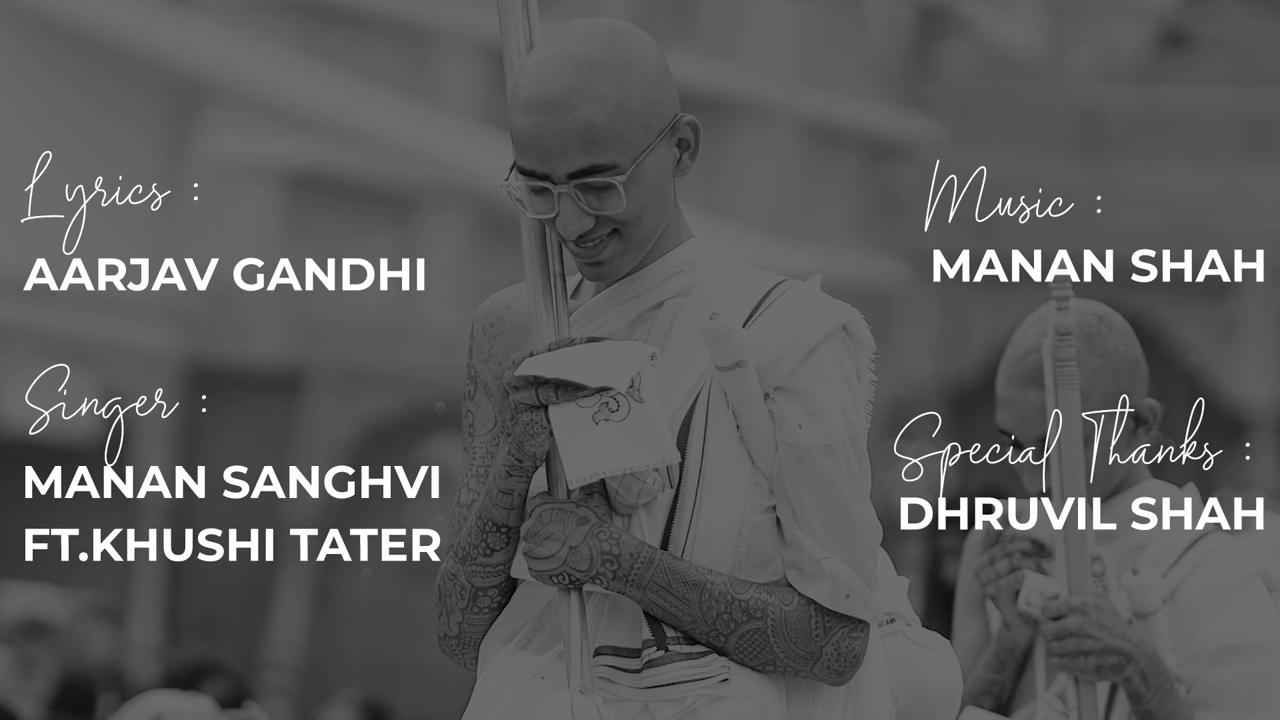 Lyrics :
AARJAV GANDHI
Singer :
MANAN SANGHVI
FT.KHUSHI TATER
Music :
MANAN SHAH
Special Thanks :
DHRUVIL SHAH